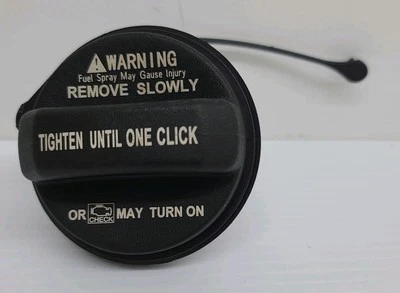 WARNING
Fuel Spray May Gause Injury
REMOVE SLOWLY
TIGHTEN UNTIL ONE CLICK
OR CHECK MAY TURN ON